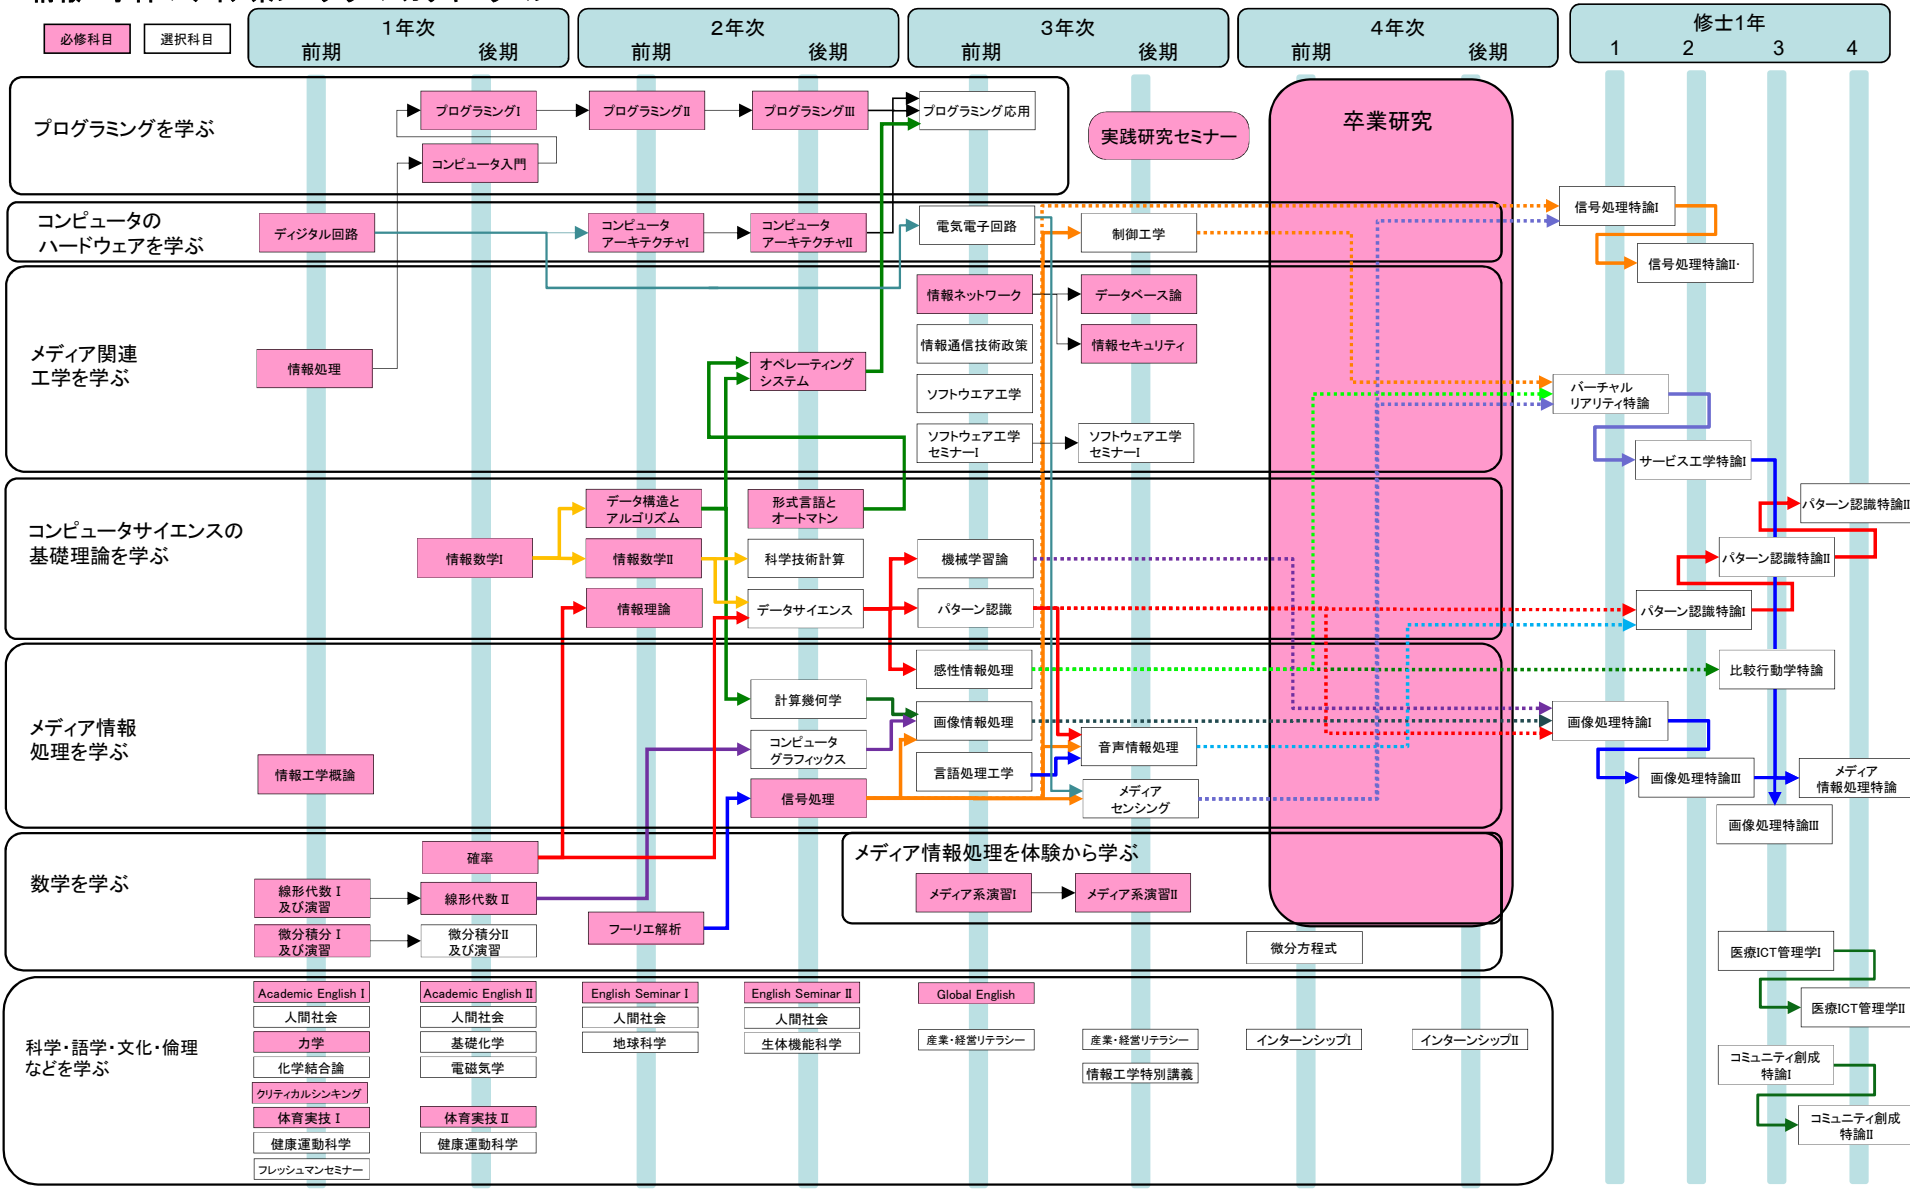 必修科目
選択科目
1年次
前期
後期
2年次
前期
後期
3年次
前期
後期
4年次
前期
後期
修士1年
1
2
3
4
プログラミングを学ぶ
プログラミングI
プログラミングII
プログラミングIII
プログラミング応用
コンピュータ入門
実践研究セミナー
卒業研究
コンピュータの
ハードウェアを学ぶ
ディジタル回路
コンピュータ
アーキテクチャI
コンピュータ
アーキテクチャII
電気電子回路
制御工学
信号処理特論I
信号処理特論II・
メディア関連
工学を学ぶ
情報処理
オペレーティング
システム
情報ネットワーク
データベース論
情報通信技術政策
情報セキュリティ
ソフトウエア工学
ソフトウェア工学
セミナーI
ソフトウェア工学
セミナーI
バーチャル
リアリティ特論
サービス工学特論I
コンピュータサイエンスの
基礎理論を学ぶ
データ構造と
アルゴリズム
形式言語と
オートマトン
情報数学I
情報数学II
科学技術計算
機械学習論
情報理論
データサイエンス
パターン認識
パターン認識特論II
パターン認識特論II
パターン認識特論I
メディア情報
処理を学ぶ
情報工学概論
計算幾何学
コンピュータ
グラフィックス
信号処理
感性情報処理
画像情報処理
言語処理工学
音声情報処理
メディア
センシング
比較行動学特論
画像処理特論I
画像処理特論III
メディア
情報処理特論
画像処理特論III
数学を学ぶ
確率
線形代数 I
及び演習
線形代数 II
微分積分 I
及び演習
微分積分II
及び演習
フーリエ解析
メディア情報処理を体験から学ぶ
メディア系演習I
メディア系演習II
微分方程式
医療ICT管理学I
医療ICT管理学II
コミュニティ創成
特論I
コミュニティ創成
特論II
科学・語学・文化・倫理
などを学ぶ
Academic English I
Academic English II
English Seminar I
English Seminar II
Global English
人間社会
人間社会
人間社会
人間社会
力学
基礎化学
地球科学
生体機能科学
産業・経営リテラシー
産業・経営リテラシー
インターンシップI
インターンシップII
化学結合論
電磁気学
情報工学特別講義
クリティカルシンキング
体育実技 I
体育実技 II
健康運動科学
健康運動科学
フレッシュマンセミナー